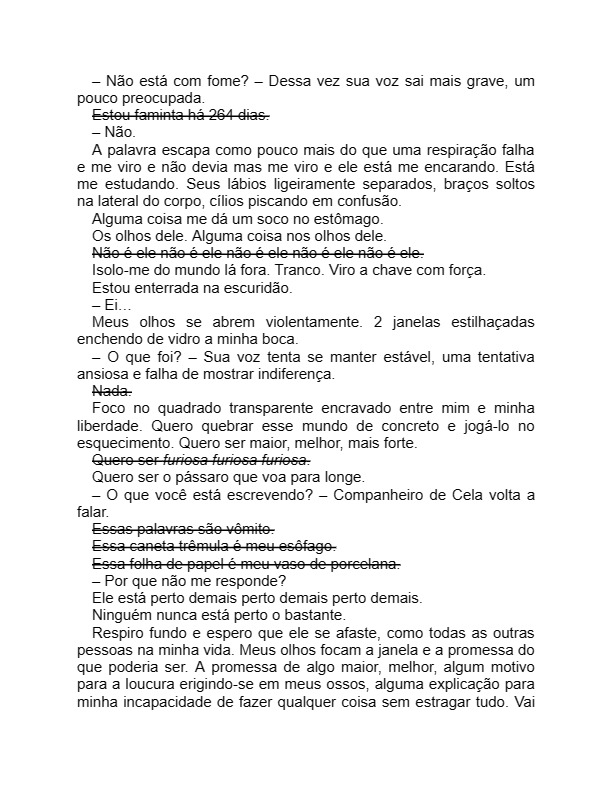 – Não está com fome? – Dessa vez sua voz sai mais grave, um
pouco preocupada.
Estou faminta há 264 dias.
– Não.
A palavra escapa como pouco mais do que uma respiração falha
e me viro e não devia mas me viro e ele está me encarando. Está
me estudando. Seus lábios ligeiramente separados, braços soltos
na lateral do corpo, cílios piscando em confusão.
Alguma coisa me dá um soco no estômago.
Os olhos dele. Alguma coisa nos olhos dele.
Não é ele não é ele não é ele não é ele não é ele.
Isolo-me do mundo lá fora. Tranco. Viro a chave com força.
Estou enterrada na escuridão.
– Ei…
Meus olhos se abrem violentamente. 2 janelas estilhaçadas
enchendo de vidro a minha boca.
– O que foi? – Sua voz tenta se manter estável, uma tentativa
ansiosa e falha de mostrar indiferença.
Nada.
Foco no quadrado transparente encravado entre mim e minha
liberdade. Quero quebrar esse mundo de concreto e jogá-lo no
esquecimento. Quero ser maior, melhor, mais forte.
Quero ser furiosa furiosa furiosa.
Quero ser o pássaro que voa para longe.
– O que você está escrevendo? – Companheiro de Cela volta a
falar.
Essas palavras são vômito.
Essa caneta trêmula é meu esôfago.
Essa folha de papel é meu vaso de porcelana.
– Por que não me responde?
Ele está perto demais perto demais perto demais.
Ninguém nunca está perto o bastante.
Respiro fundo e espero que ele se afaste, como todas as outras
pessoas na minha vida. Meus olhos focam a janela e a promessa do
que poderia ser. A promessa de algo maior, melhor, algum motivo
para a loucura erigindo-se em meus ossos, alguma explicação para
minha incapacidade de fazer qualquer coisa sem estragar tudo. Vai